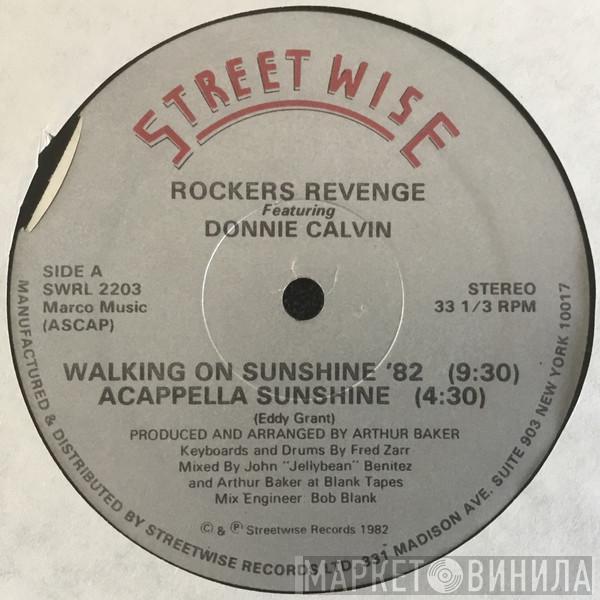 STREETWISE
ROCKERS REVENGE
Featuring
DONNIE CALVIN
SIDE A
SWRL 2203
Marco Music
(ASCAP)
STEREO
33 1/3 RPM
WALKING ON SUNSHINE '82 (9:30)
ACAPPELLA SUNSHINE (4:30)
(Eddy Grant)
PRODUCED AND ARRANGED BY ARTHUR BAKER
Keyboards and Drums By Fred Zarr
Mixed By John "Jellybean" Benitez
and Arthur Baker at Blank Tapes
Mix Engineer: Bob Blank
© & ℗ Streetwise Records 1982
MANUFACTURED & DISTRIBUTED BY STREETWISE RECORDS LTD. 331 MADISON AVE. SUITE 903 NEW YORK 10017
МАРКЕТ ВИНИЛА